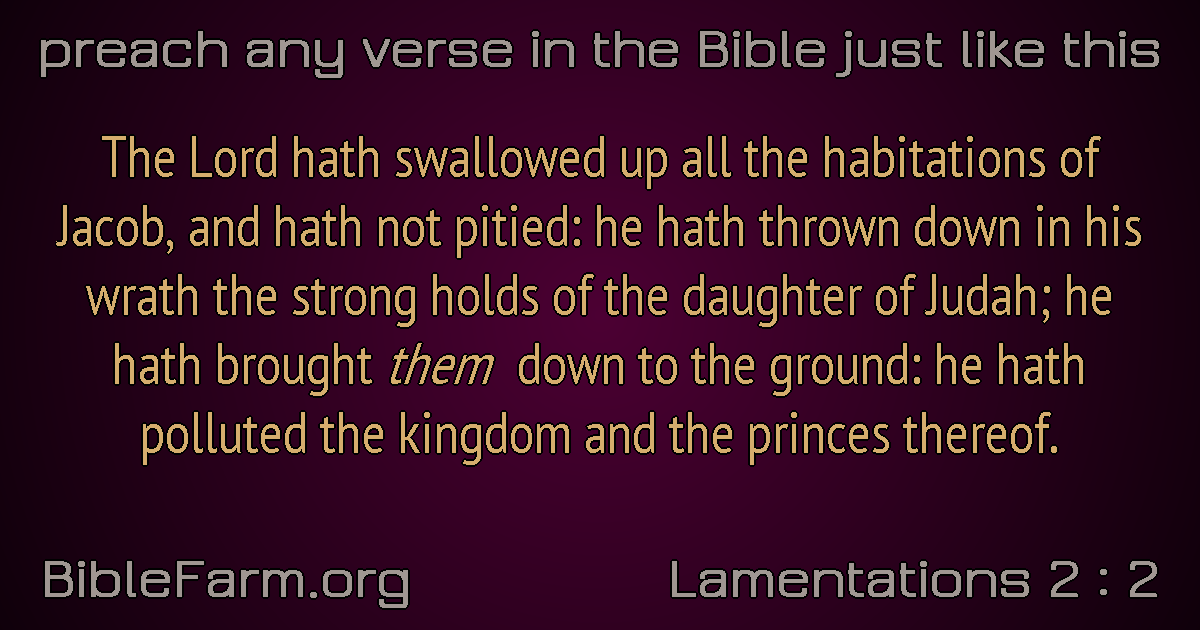 preach any verse in the Bible just like this
The Lord hath swallowed up all the habitations of
Jacob, and hath not pitied: he hath thrown down in his
wrath the strong holds of the daughter of Judah; he
hath brought them down to the ground: he hath
polluted the kingdom and the princes thereof.
BibleFarm.org
Lamentations 2 : 2